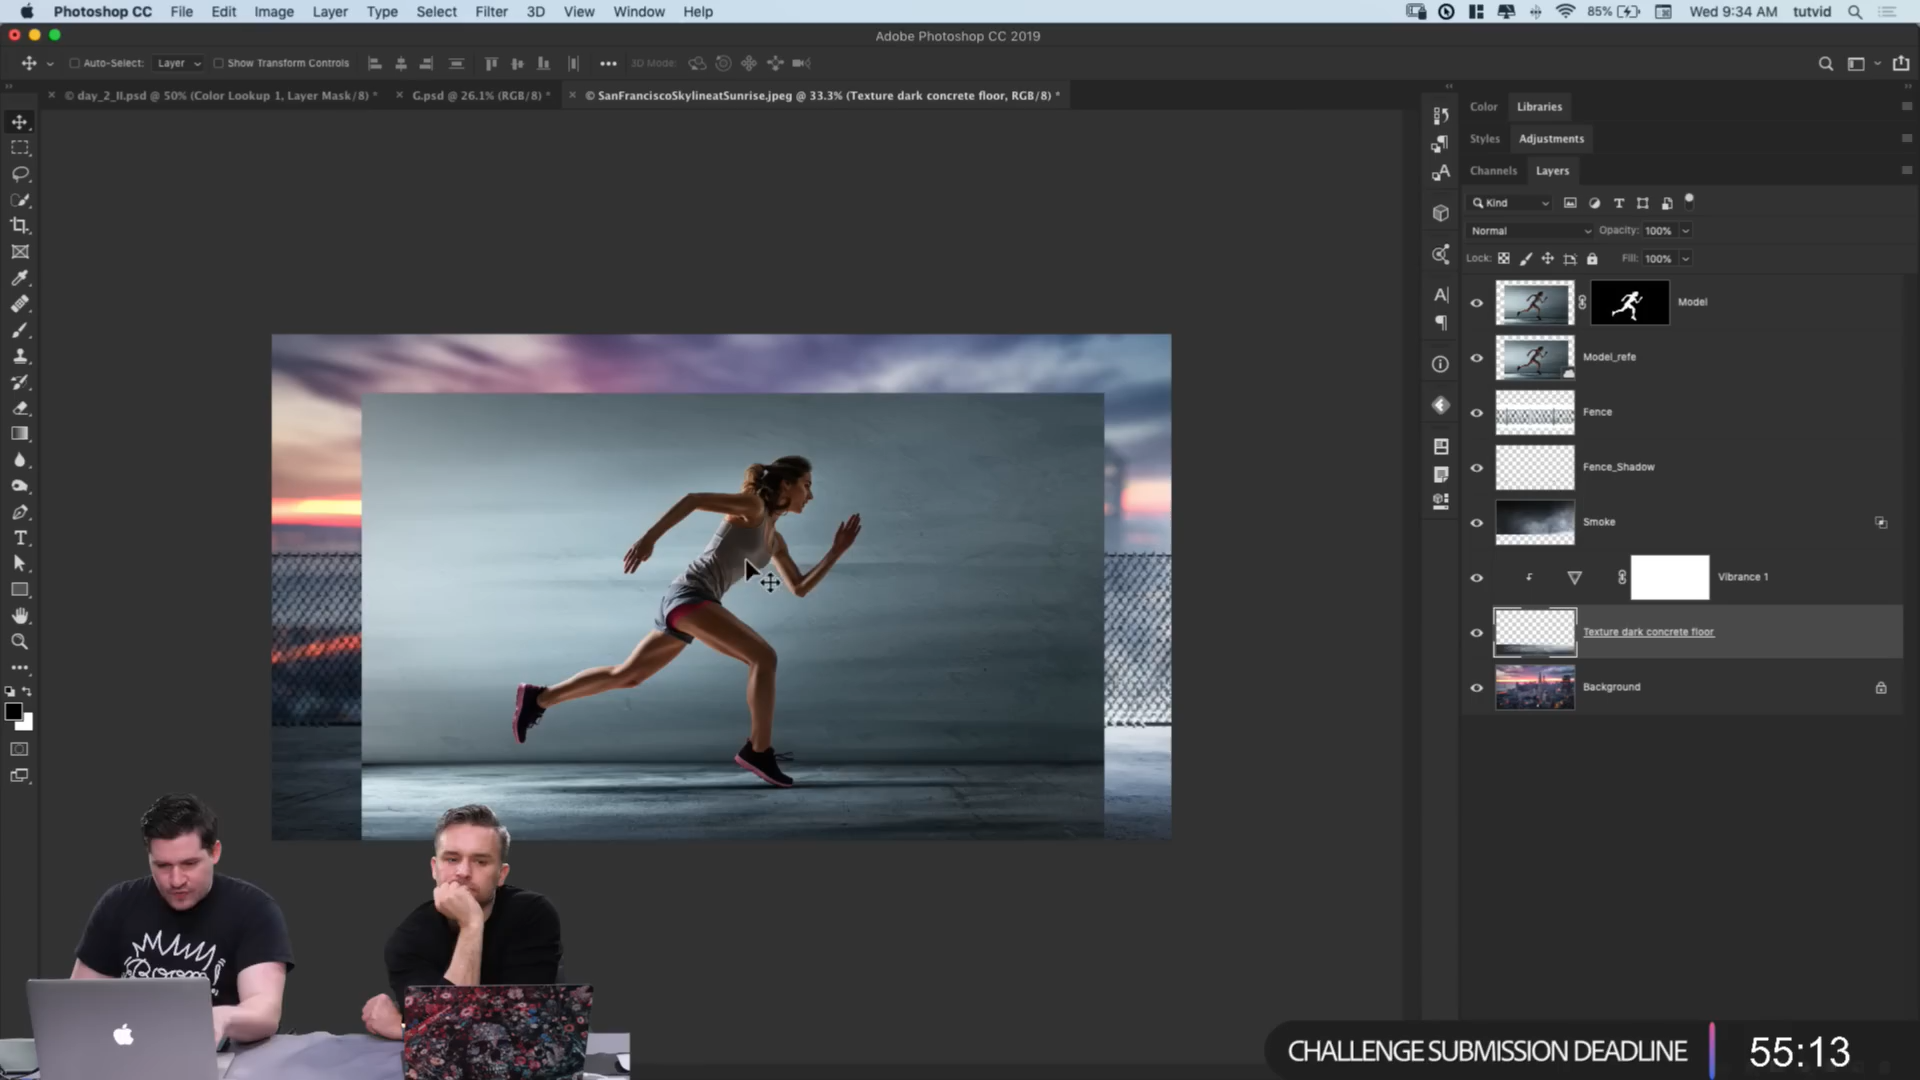 Photoshop CC File Edit Image Layer Type Select Filter 3D View Window Help
85% Wed 9:34 AM tutvid
Adobe Photoshop CC 2019
Auto-Select: Layer Show Transform Controls 3D Mode:
© day_2_II.psd @ 50% (Color Lookup 1, Layer Mask/8) *
G.psd @ 26.1% (RGB/8) *
© SanFranciscoSkylineatSunrise.jpeg @ 33.3% (Texture dark concrete floor, RGB/8) *
Color Libraries
Styles Adjustments
Channels Layers
Kind
Normal Opacity: 100%
Lock: Fill: 100%
Model
Model_refe
Fence
Fence_Shadow
Smoke
Vibrance 1
Texture dark concrete floor
Background
Boom!
CHALLENGE SUBMISSION DEADLINE 55:13